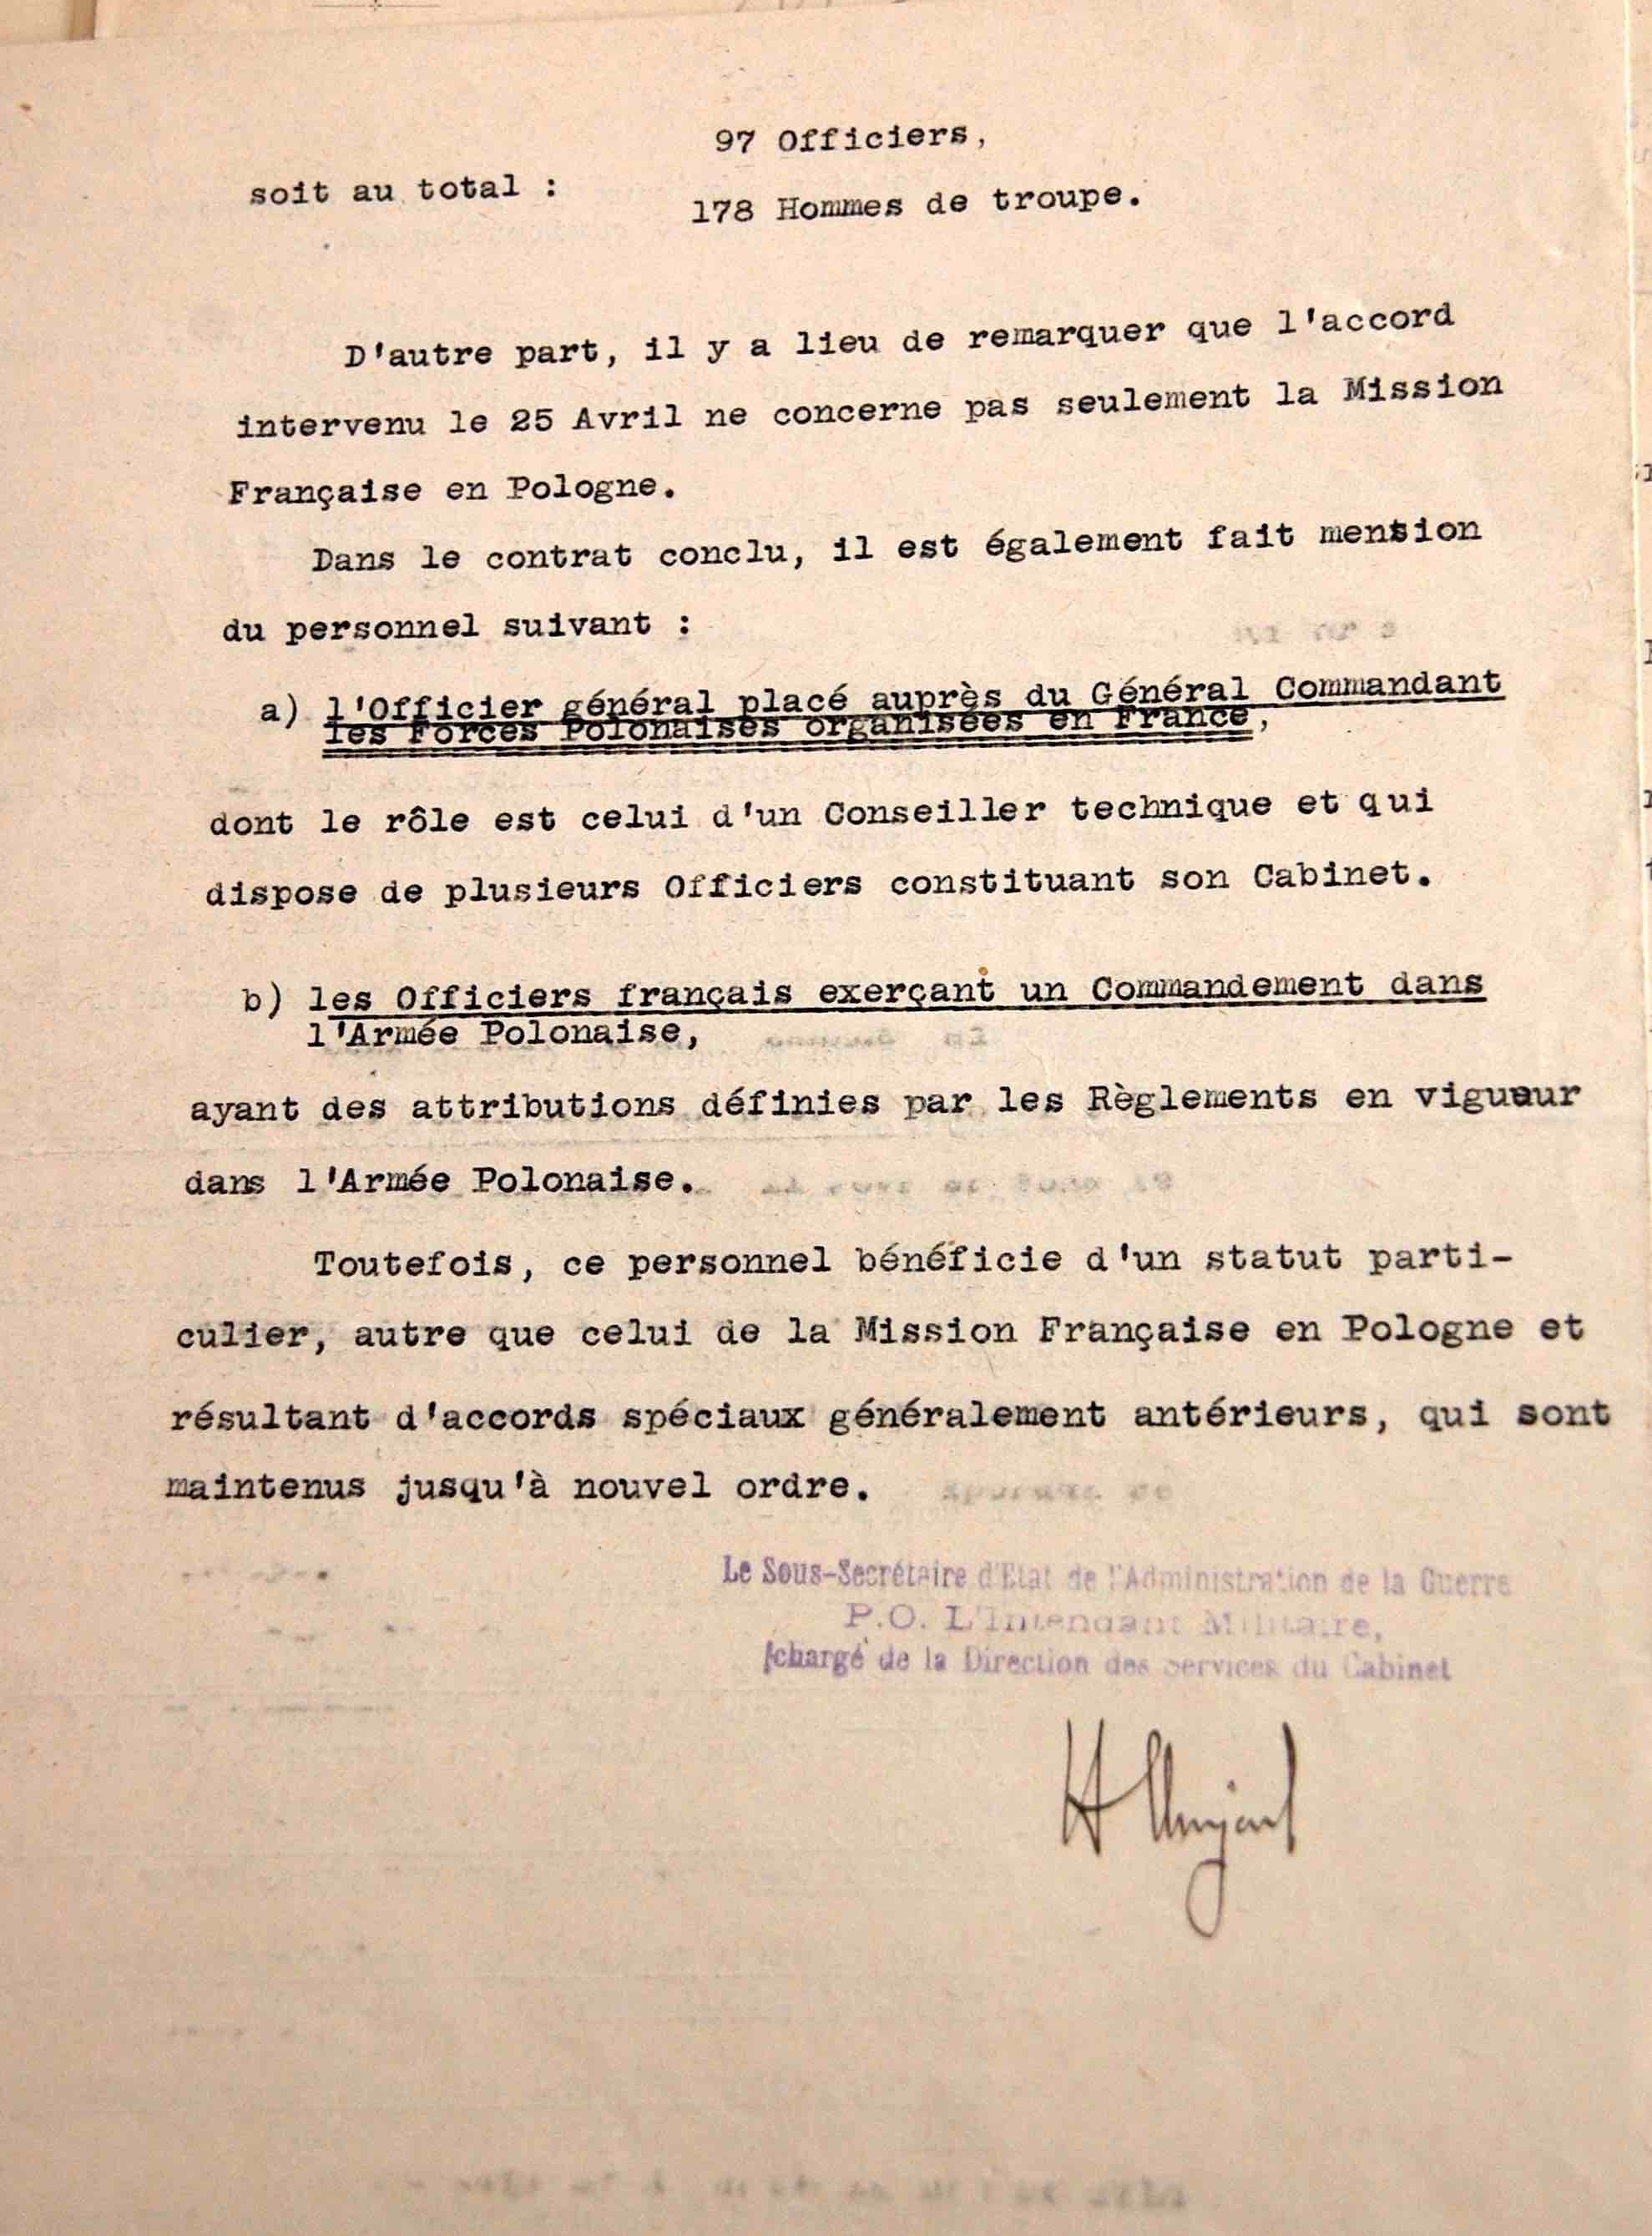 97 Officiers,
soit au total :
178 Hommes de troupe.
D'autre part, il y a lieu de remarquer que l'accord
intervenu le 25 Avril ne concerne pas seulement la Mission
Française en Pologne.
Dans le contrat conclu, il est également fait mention
du personnel suivant :
a) l'Officier général placé auprès du Général Commandant
les Forces Polonaises organisées en France,
dont le rôle est celui d'un Conseiller technique et qui
dispose de plusieurs Officiers constituant son Cabinet.
b) les Officiers français exerçant un Commandement dans
l'Armée Polonaise,
ayant des attributions définies par les Règlements en vigueur
dans l'Armée Polonaise.
Toutefois, ce personnel bénéficie d'un statut parti-
culier, autre que celui de la Mission Française en Pologne et
résultant d'accords spéciaux généralement antérieurs, qui sont
maintenus jusqu'à nouvel ordre.
Le Sous-Secrétaire d'Etat de l'Administration de la Guerre
P.O. L'Intendant Militaire,
chargé de la Direction des Services du Cabinet